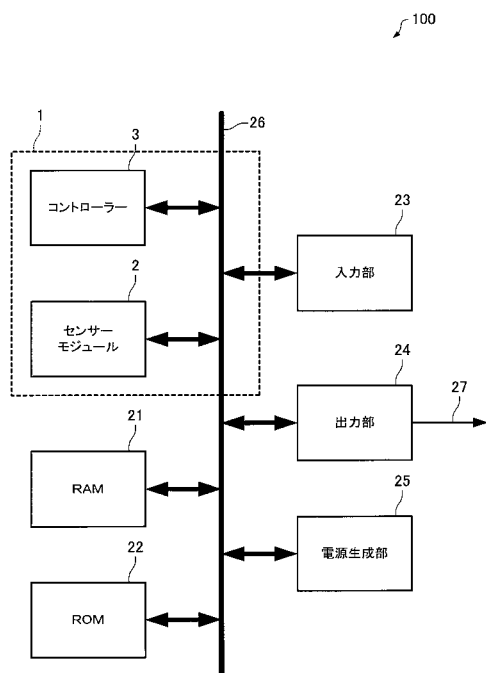 100
26
1
3
コントローラー
23
入力部
2
センサー
モジュール
24
出力部
27
21
RAM
25
電源生成部
22
ROM